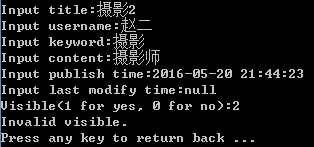 Input title:摄影2
Input username:赵二
Input keyword:摄影
Input content:摄影师
Input publish time:2016-05-20 21:44:23
Input last modify time:null
Visible(1 for yes, 0 for no):2
Invalid visible.
Press any key to return back ...